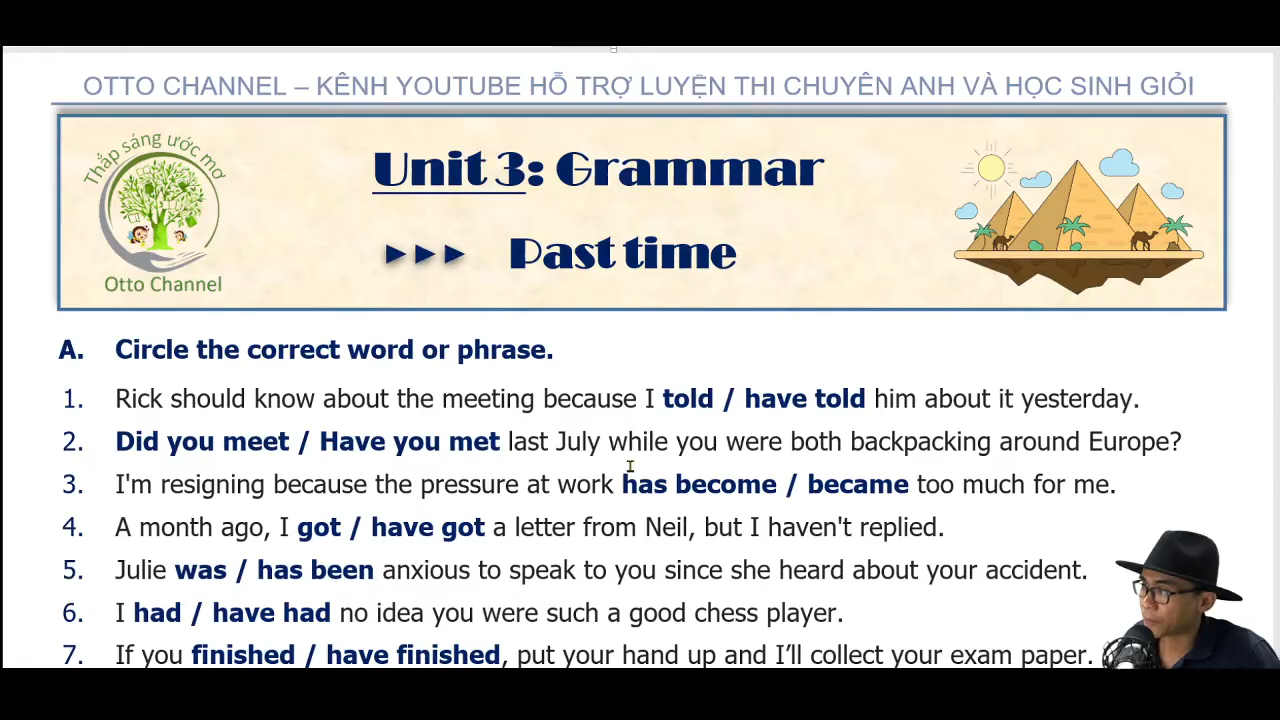 OTTO CHANNEL – KÊNH YOUTUBE HỖ TRỢ LUYỆN THI CHUYÊN ANH VÀ HỌC SINH GIỎI
Thắp sáng ước mơ
Otto Channel
Unit 3: Grammar
Past time
A. Circle the correct word or phrase.
1. Rick should know about the meeting because I told / have told him about it yesterday.
2. Did you meet / Have you met last July while you were both backpacking around Europe?
3. I'm resigning because the pressure at work has become / became too much for me.
4. A month ago, I got / have got a letter from Neil, but I haven't replied.
5. Julie was / has been anxious to speak to you since she heard about your accident.
6. I had / have had no idea you were such a good chess player.
7. If you finished / have finished, put your hand up and I’ll collect your exam paper.